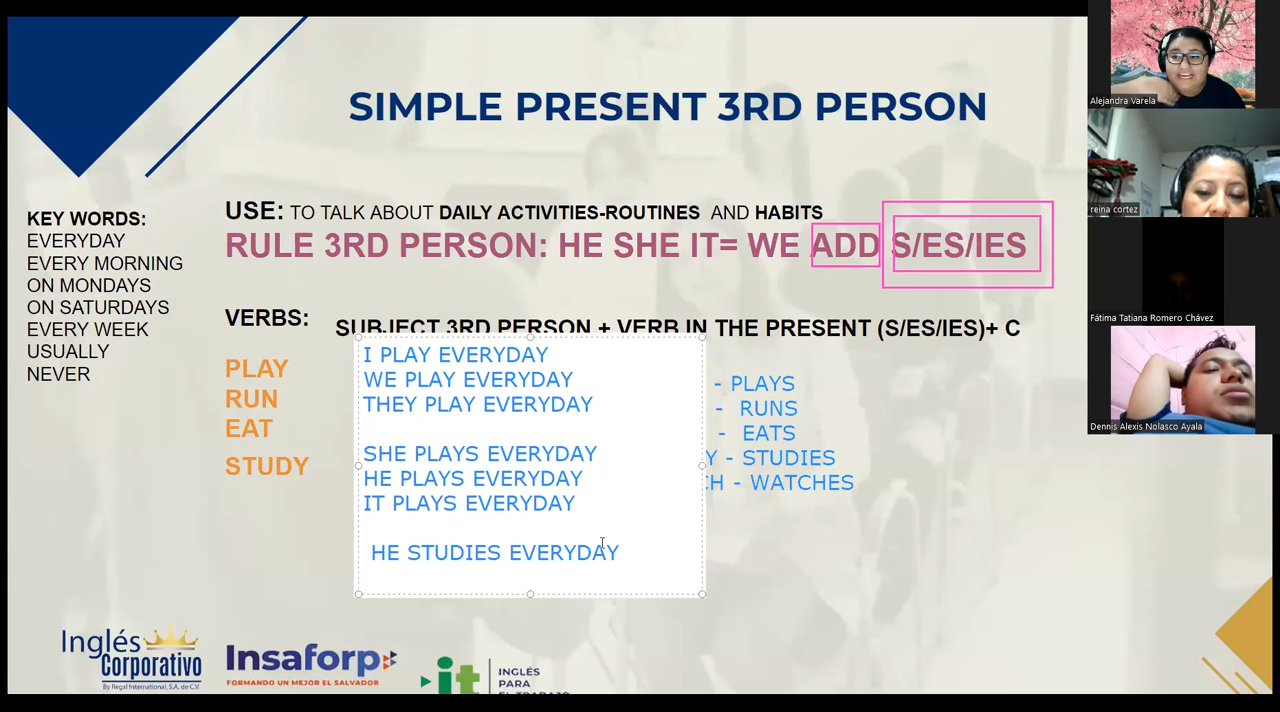 SIMPLE PRESENT 3RD PERSON
KEY WORDS:
EVERYDAY
EVERY MORNING
ON MONDAYS
ON SATURDAYS
EVERY WEEK
USUALLY
NEVER
USE: TO TALK ABOUT DAILY ACTIVITIES-ROUTINES AND HABITS
RULE 3RD PERSON: HE SHE IT= WE ADD S/ES/IES
VERBS:
SUBJECT 3RD PERSON + VERB IN THE PRESENT (S/ES/IES)+ C
PLAY
RUN
EAT
STUDY
I PLAY EVERYDAY
WE PLAY EVERYDAY
THEY PLAY EVERYDAY
SHE PLAYS EVERYDAY
HE PLAYS EVERYDAY
IT PLAYS EVERYDAY
HE STUDIES EVERYDAY
- PLAYS
- RUNS
- EATS
Y - STUDIES
CH - WATCHES
Inglés
Corporativo
By Regal International, S.A. de C.V.
Insaforp
FORMANDO UN MEJOR EL SALVADOR
it
INGLÉS
PARA
EL TRABAJO
Alejandra Varela
reina cortez
Fátima Tatiana Romero Chávez
Dennis Alexis Nolasco Ayala